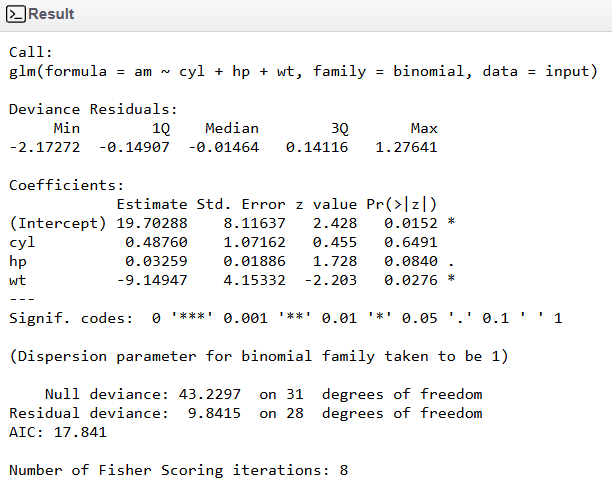 Result
Call:
glm(formula = am ~ cyl + hp + wt, family = binomial, data = input)
Deviance Residuals:
     Min        1Q    Median        3Q       Max
-2.17272  -0.14907  -0.01464   0.14116   1.27641
Coefficients:
            Estimate Std. Error z value Pr(>|z|)
(Intercept) 19.70288    8.11637   2.428   0.0152 *
cyl          0.48760    1.07162   0.455   0.6491
hp           0.03259    0.01886   1.728   0.0840 .
wt          -9.14947    4.15332  -2.203   0.0276 *
---
Signif. codes:  0 '***' 0.001 '**' 0.01 '*' 0.05 '.' 0.1 ' ' 1
(Dispersion parameter for binomial family taken to be 1)
    Null deviance: 43.2297  on 31  degrees of freedom
Residual deviance:  9.8415  on 28  degrees of freedom
AIC: 17.841
Number of Fisher Scoring iterations: 8